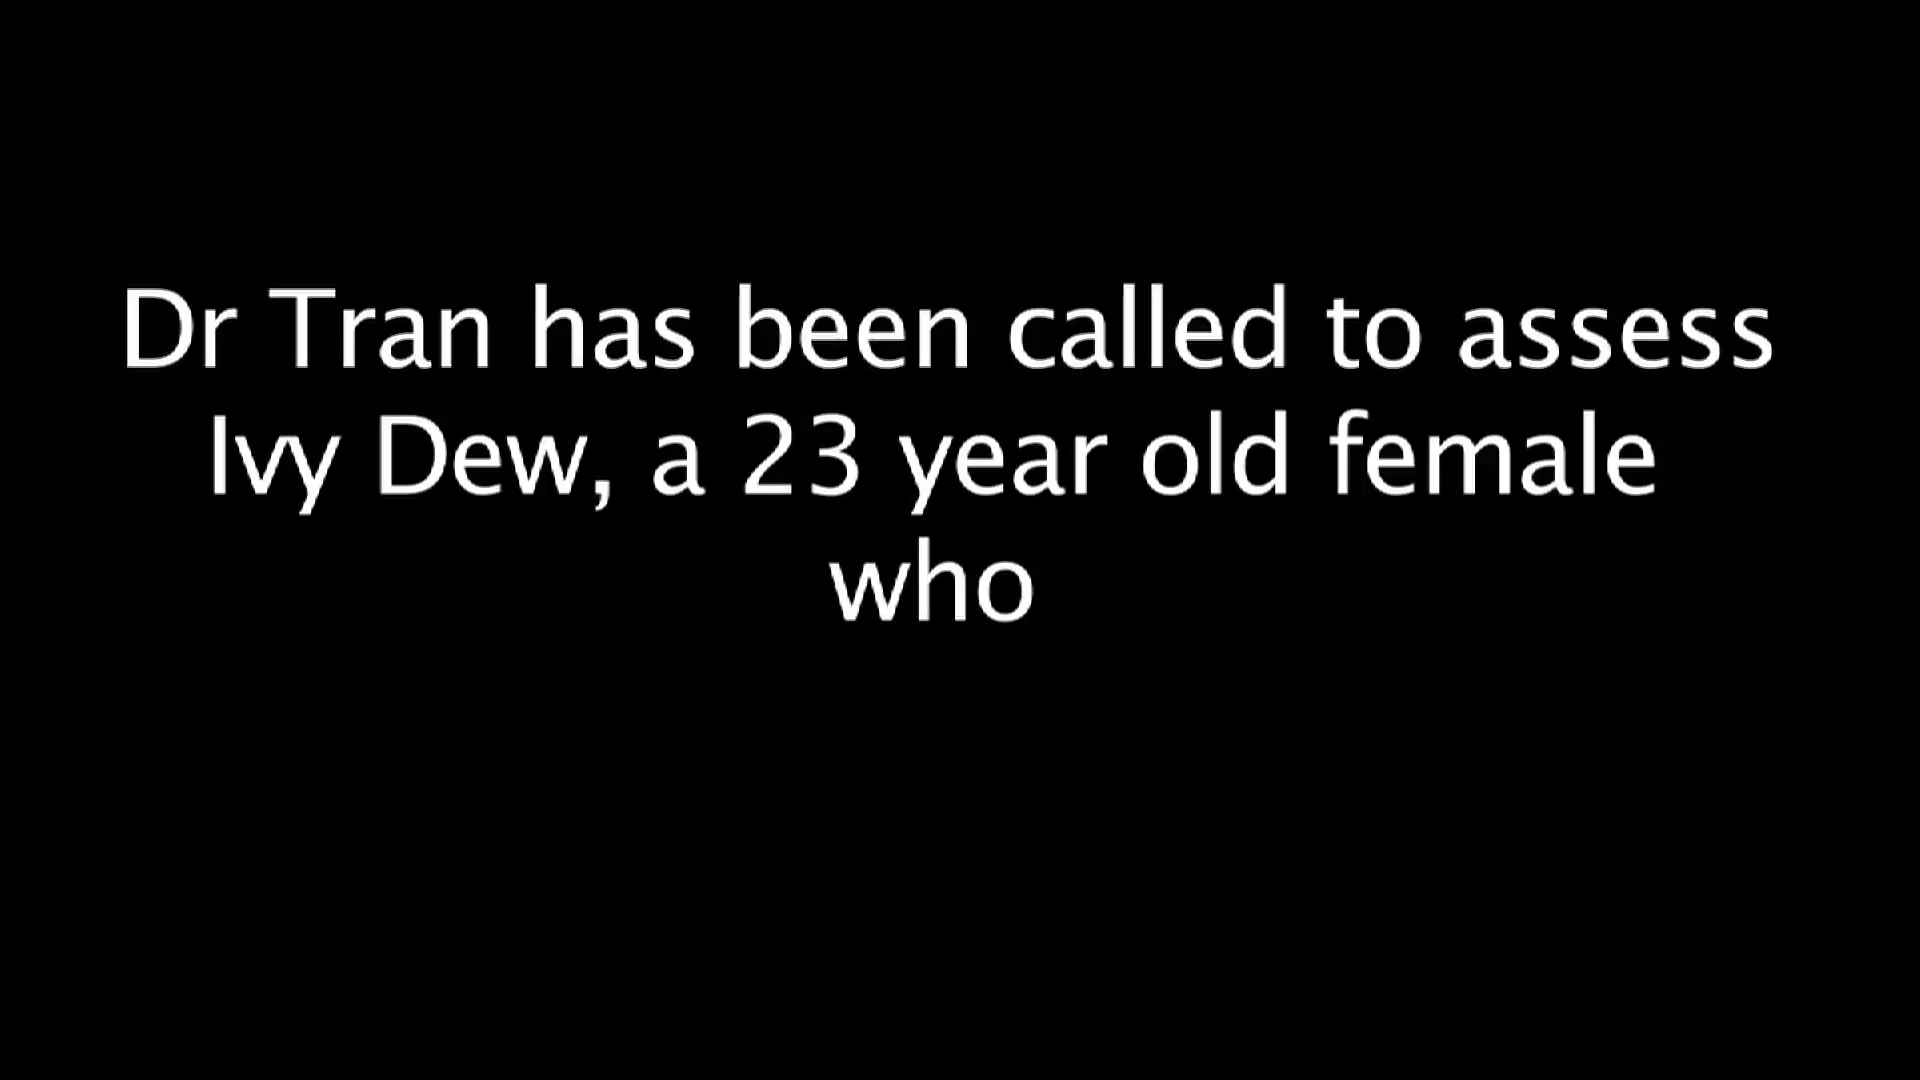 Dr Tran has been called to assess
Ivy Dew, a 23 year old female
who